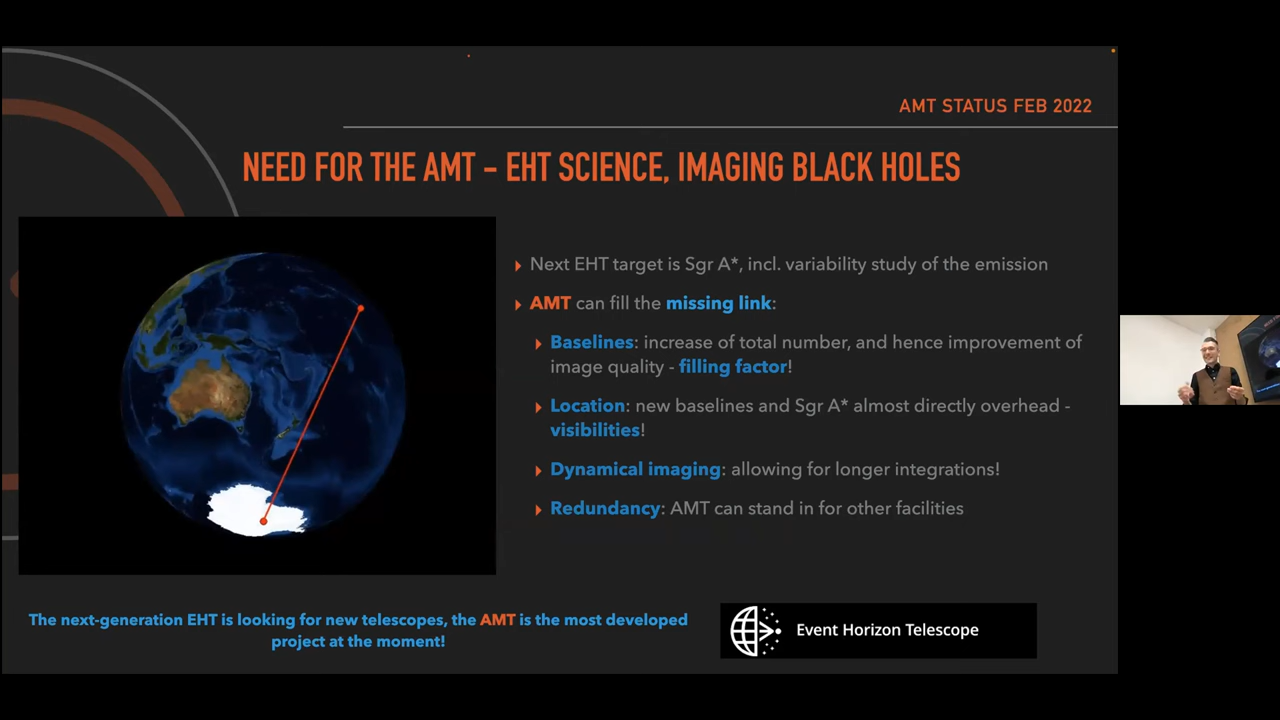 AMT STATUS FEB 2022
NEED FOR THE AMT – EHT SCIENCE, IMAGING BLACK HOLES
Next EHT target is Sgr A*, incl. variability study of the emission
AMT can fill the missing link:
Baselines: increase of total number, and hence improvement of
image quality - filling factor!
Location: new baselines and Sgr A* almost directly overhead -
visibilities!
Dynamical imaging: allowing for longer integrations!
Redundancy: AMT can stand in for other facilities
The next-generation EHT is looking for new telescopes, the AMT is the most developed
project at the moment!
Event Horizon Telescope